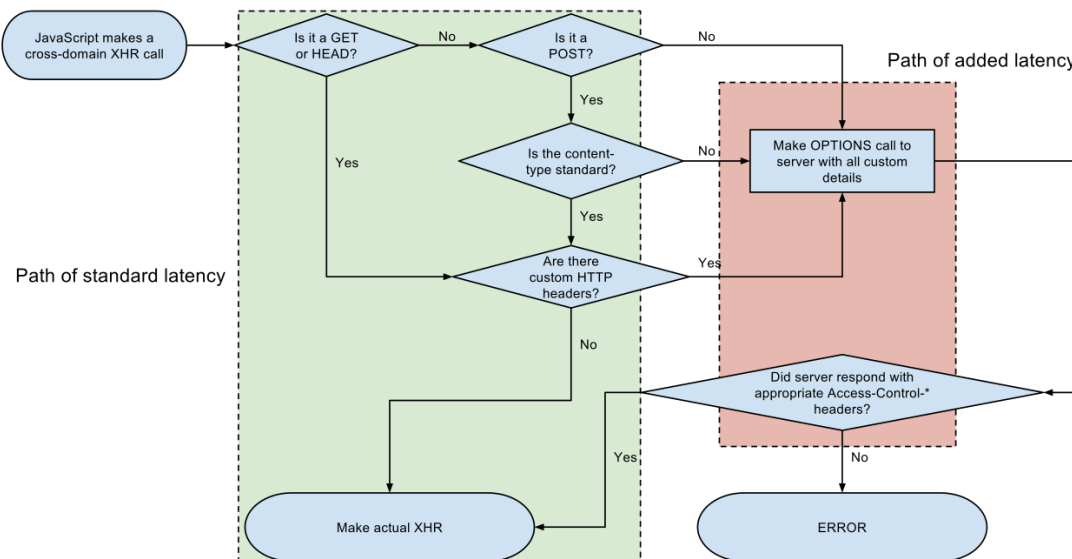 JavaScript makes a
cross-domain XHR call
Is it a GET
or HEAD?
No
Is it a
POST?
No
Path of added latency
Yes
Yes
Is the content-
type standard?
No
Make OPTIONS call to
server with all custom
details
Yes
Path of standard latency
Are there
custom HTTP
headers?
Yes
No
Did server respond with
appropriate Access-Control-*
headers?
Yes
No
Make actual XHR
ERROR